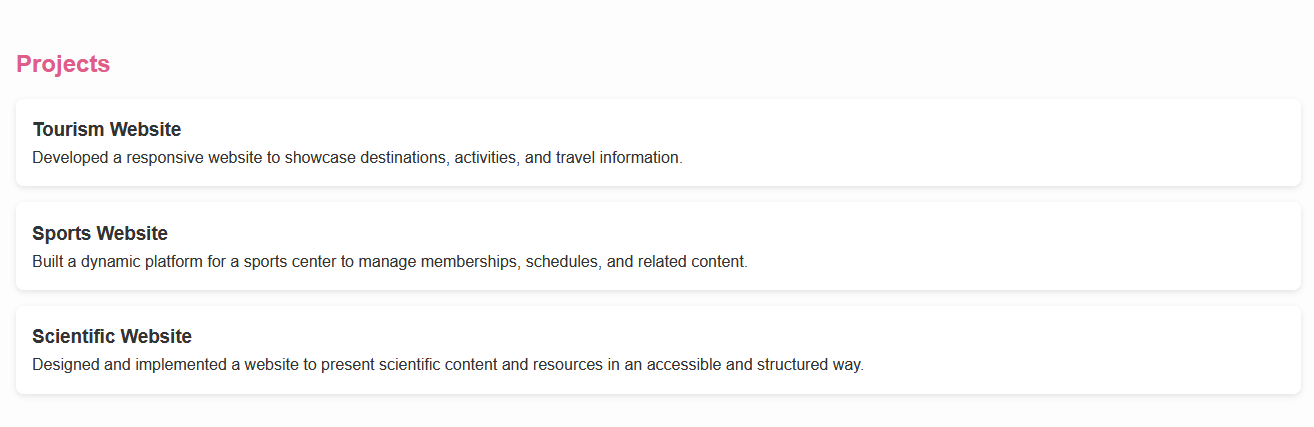 Projects
Tourism Website
Developed a responsive website to showcase destinations, activities, and travel information.
Sports Website
Built a dynamic platform for a sports center to manage memberships, schedules, and related content.
Scientific Website
Designed and implemented a website to present scientific content and resources in an accessible and structured way.